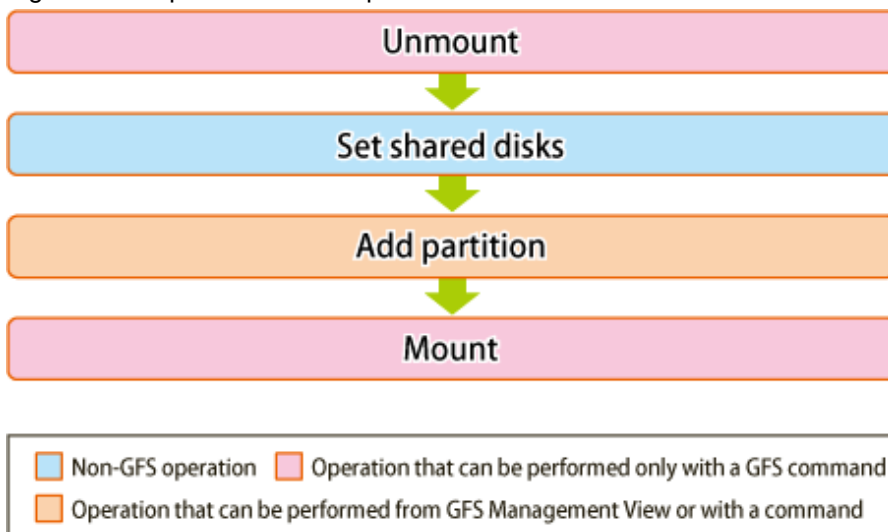 Unmount
Set shared disks
Add partition
Mount
Non-GFS operation Operation that can be performed only with a GFS command
Operation that can be performed from GFS Management View or with a command